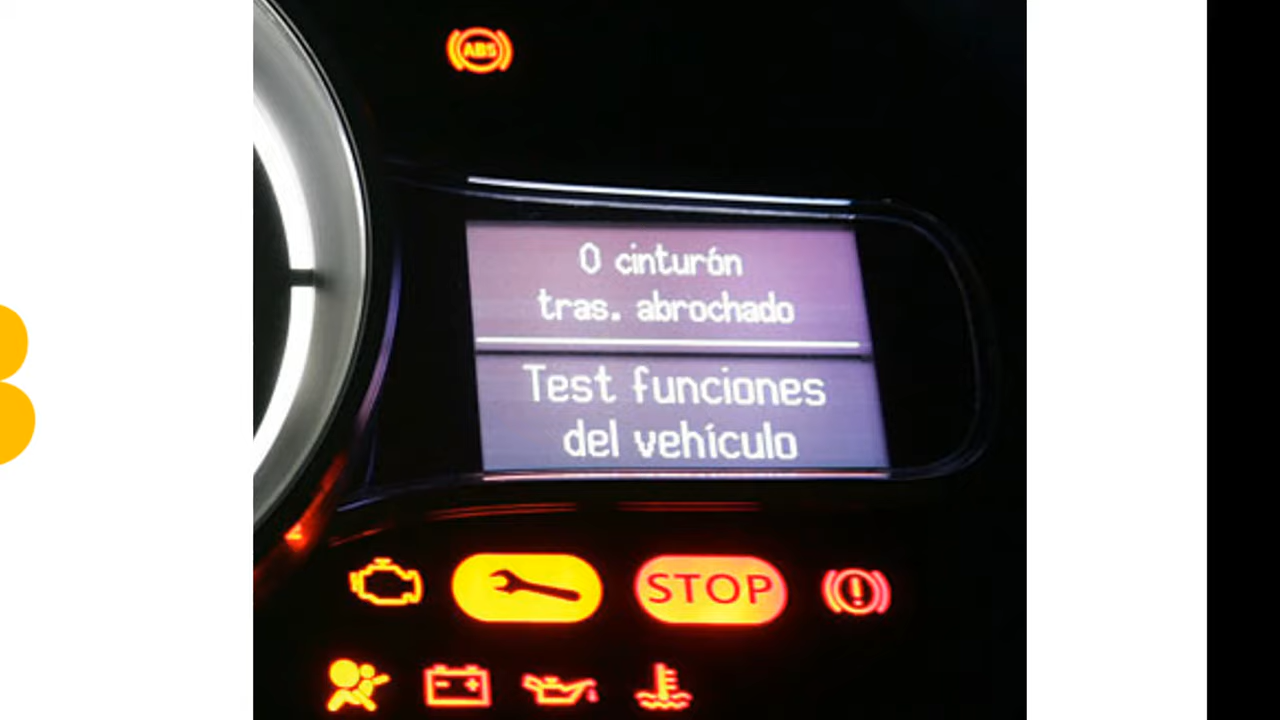 ABS
0 cinturón
tras. abrochado
Test funciones
del vehículo
STOP